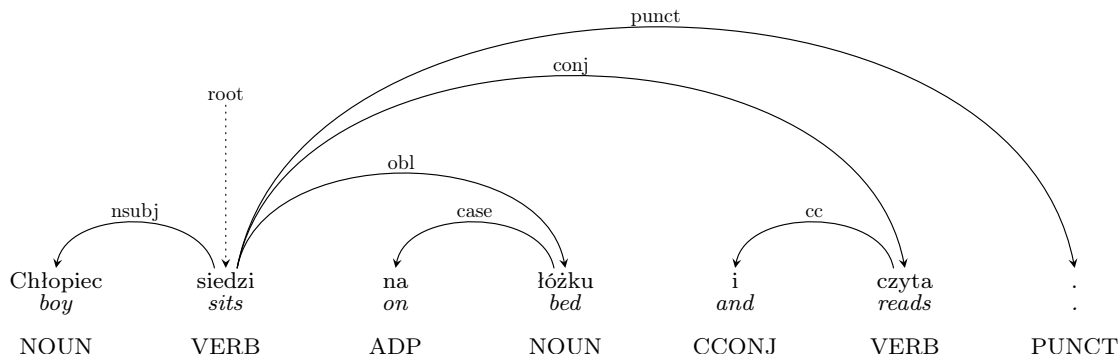 punct
conj
root
obl
nsubj case cc
Chłopiec siedzi na łóżku i czyta .
boy sits on bed and reads .
NOUN VERB ADP NOUN CCONJ VERB PUNCT